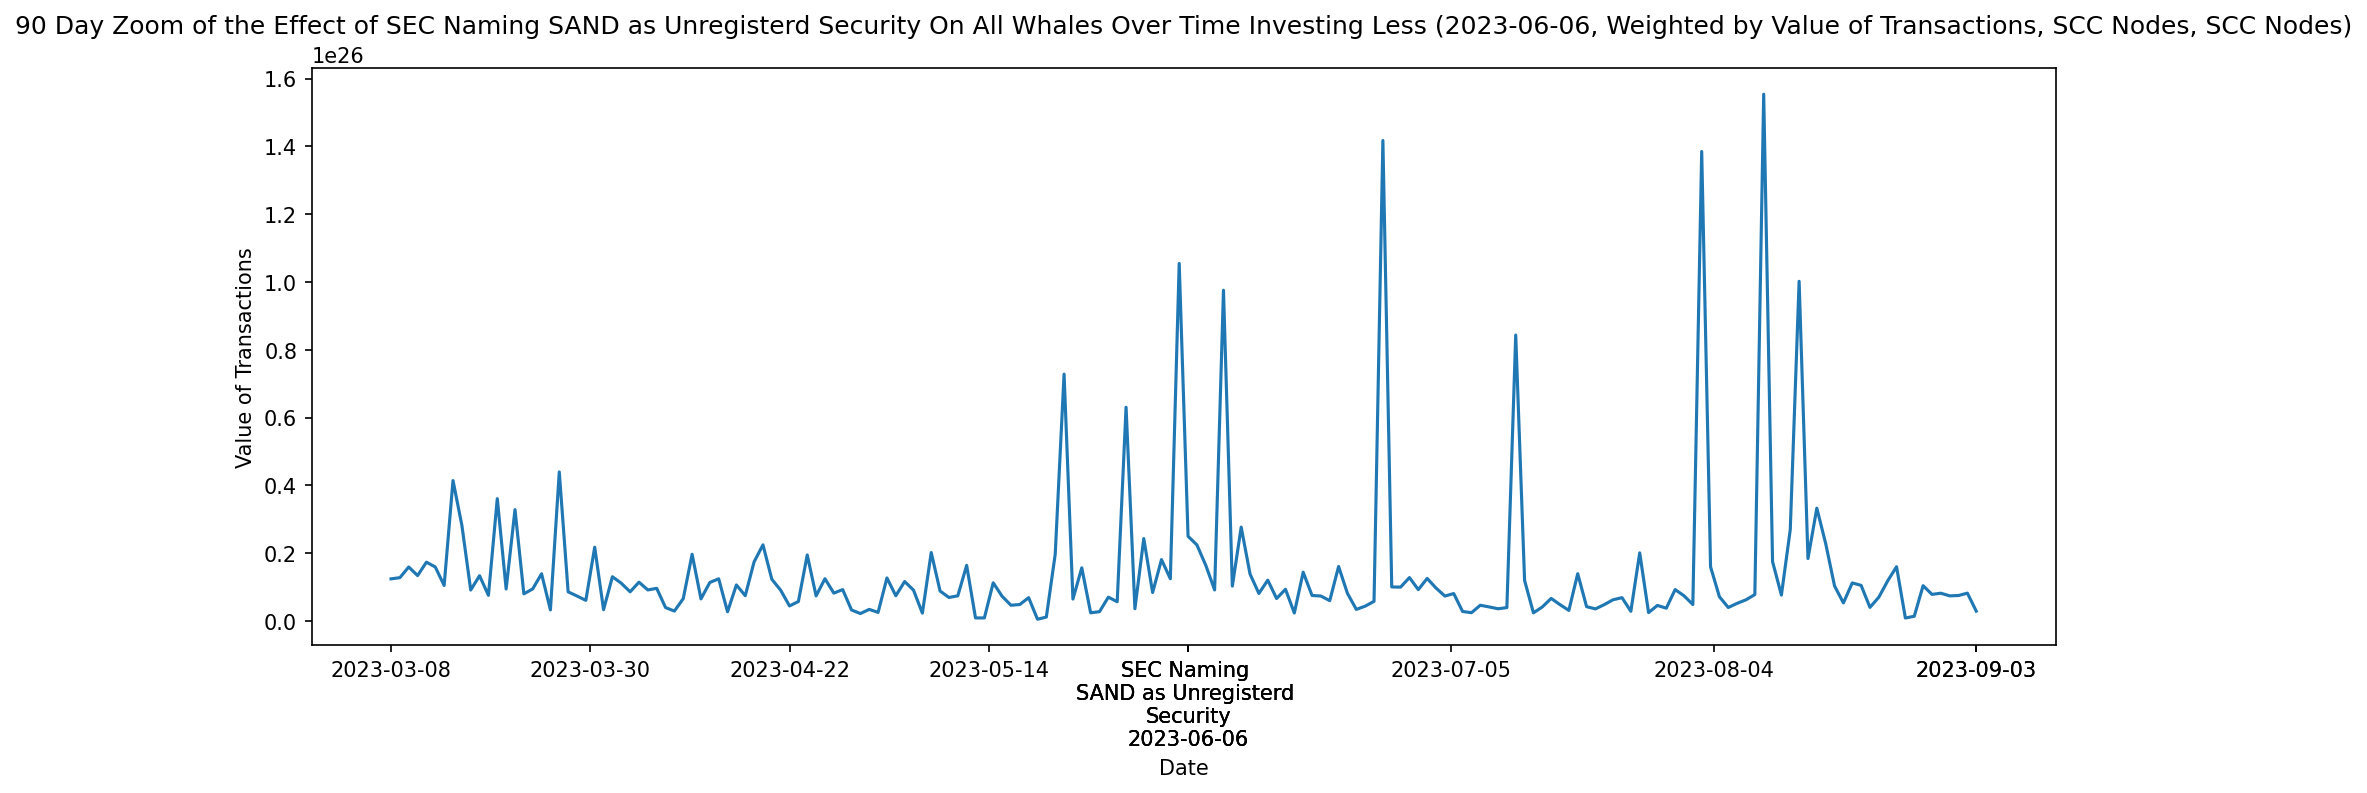 90 Day Zoom of the Effect of SEC Naming SAND as Unregisterd Security On All Whales Over Time Investing Less (2023-06-06, Weighted by Value of Transactions, SCC Nodes, SCC Nodes)
1e26
1.6
1.4
1.2
1.0
0.8
0.6
0.4
0.2
0.0
Value of Transactions
2023-03-08 2023-03-30 2023-04-22 2023-05-14 SEC Naming 2023-07-05 2023-08-04 2023-09-03
SAND as Unregisterd
Security
2023-06-06
Date